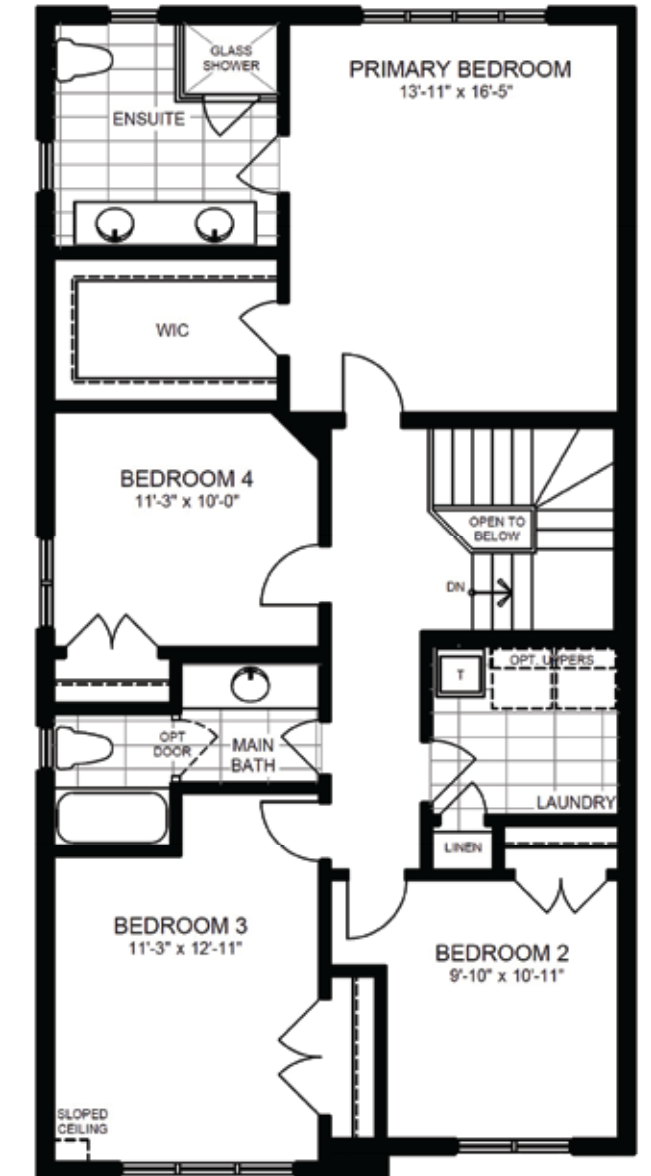 GLASS
SHOWER
PRIMARY BEDROOM
13'-11" x 16'-5"
ENSUITE
WIC
BEDROOM 4
11'-3" x 10'-0"
OPEN TO
BELOW
DN
OPT. UPPERS
T
OPT
DOOR
MAIN
BATH
LAUNDRY
LINEN
BEDROOM 3
11'-3" x 12'-11"
BEDROOM 2
9'-10" x 10'-11"
SLOPED
CEILING